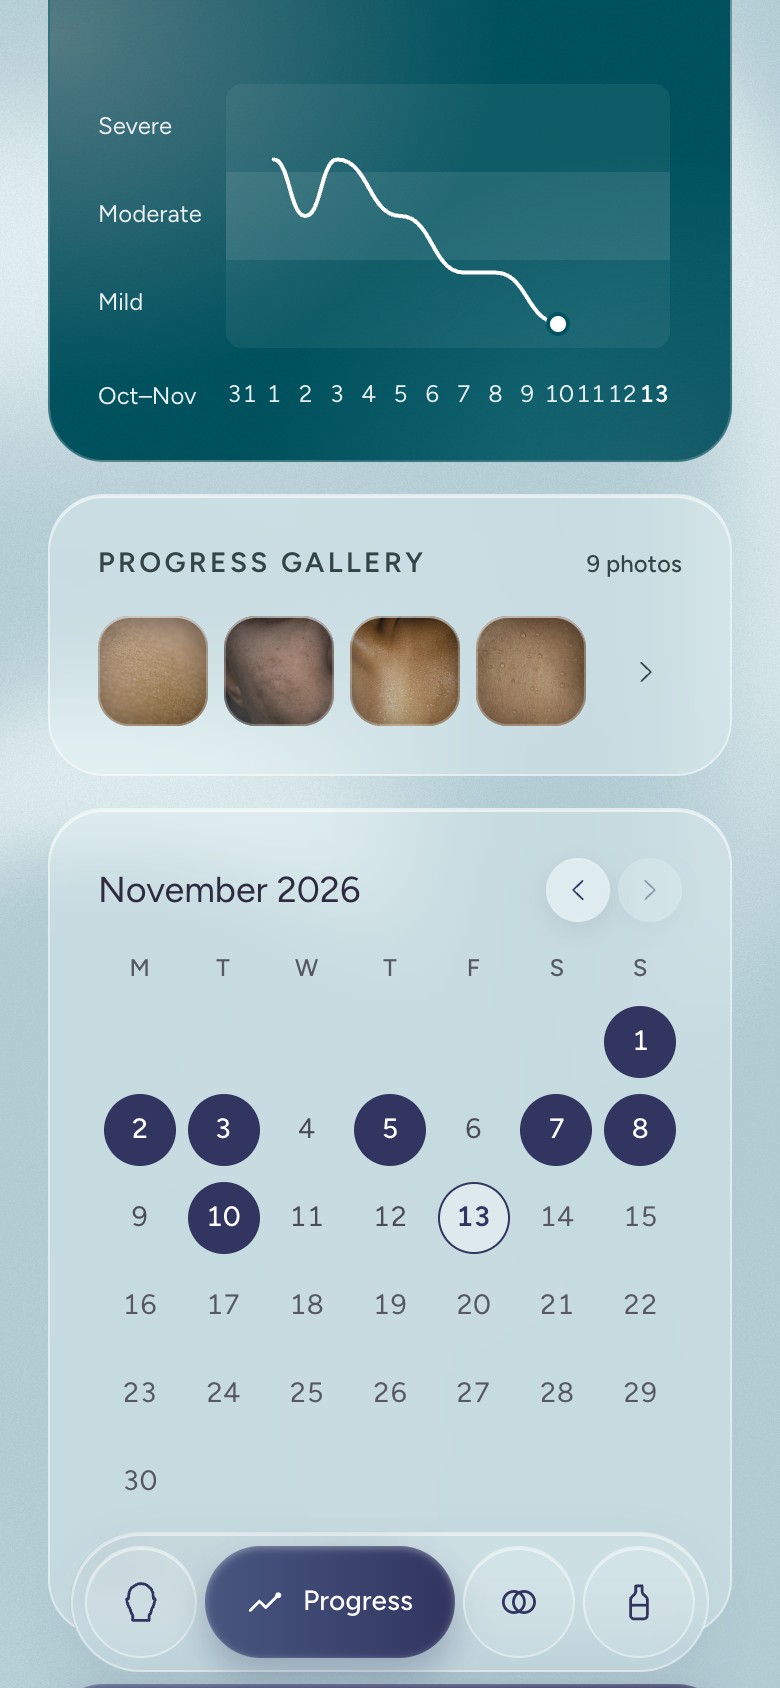 Severe
Moderate
Mild
Oct–Nov 31 1 2 3 4 5 6 7 8 9 10 11 12 13
PROGRESS GALLERY 9 photos
November 2026
M T W T F S S
1
2 3 4 5 6 7 8
9 10 11 12 13 14 15
16 17 18 19 20 21 22
23 24 25 26 27 28 29
30
Progress